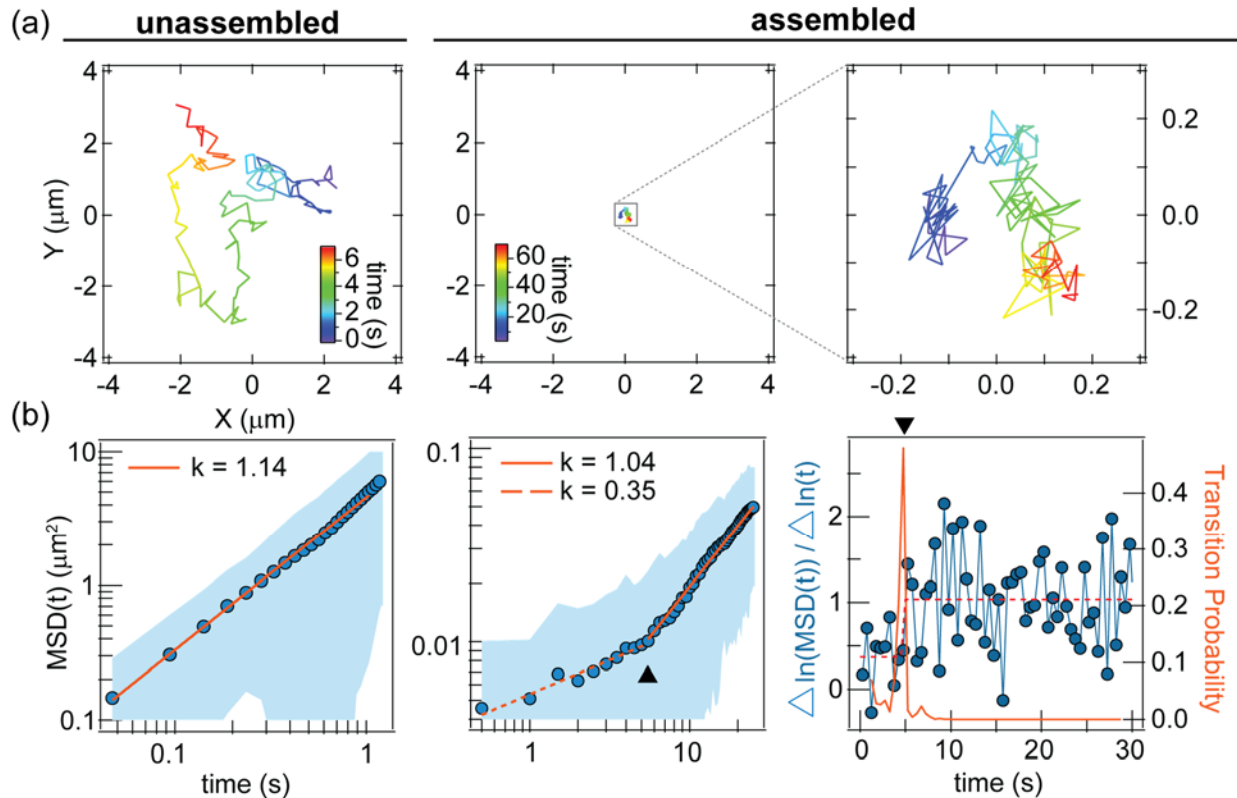 (a)
unassembled
assembled
4
2
0
-2
-4
Y (μm)
-4 -2 0 2 4
X (μm)
6
4
2
0
time (s)
4
2
0
-2
-4
-4 -2 0 2 4
60
40
20
time (s)
0.2
0.0
-0.2
-0.2 0.0 0.2
(b)
10
1
0.1
MSD(t) (μm²)
k = 1.14
0.1 1
time (s)
0.1
0.01
k = 1.04
k = 0.35
1 10
time (s)
△ln(MSD(t)) / △ln(t)
2
1
0
0.4
0.3
0.2
0.1
0.0
Transition Probability
0 10 20 30
time (s)